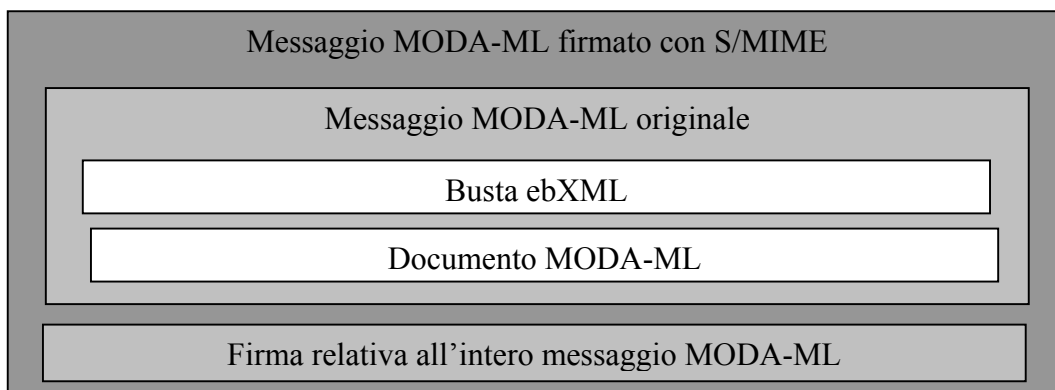 Messaggio MODA-ML firmato con S/MIME
Messaggio MODA-ML originale
Busta ebXML
Documento MODA-ML
Firma relativa all’intero messaggio MODA-ML